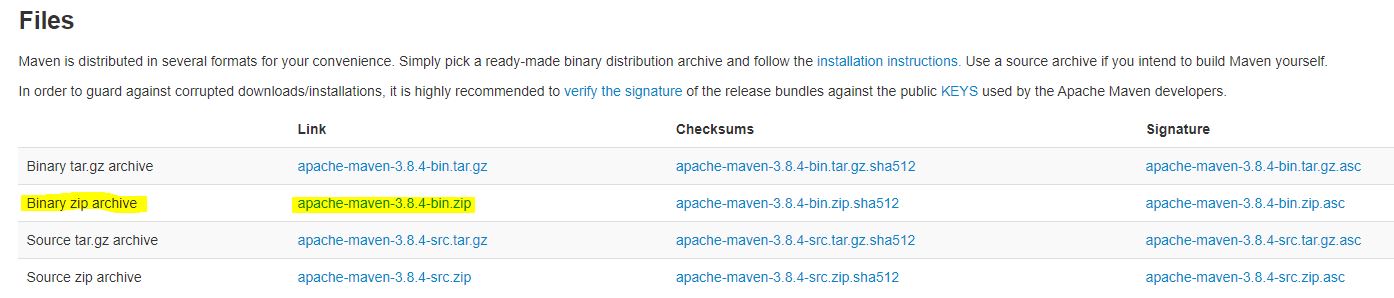 Files
Maven is distributed in several formats for your convenience. Simply pick a ready-made binary distribution archive and follow the installation instructions. Use a source archive if you intend to build Maven yourself.
In order to guard against corrupted downloads/installations, it is highly recommended to verify the signature of the release bundles against the public KEYS used by the Apache Maven developers.
Link Checksums Signature
Binary tar.gz archive apache-maven-3.8.4-bin.tar.gz apache-maven-3.8.4-bin.tar.gz.sha512 apache-maven-3.8.4-bin.tar.gz.asc
Binary zip archive apache-maven-3.8.4-bin.zip apache-maven-3.8.4-bin.zip.sha512 apache-maven-3.8.4-bin.zip.asc
Source tar.gz archive apache-maven-3.8.4-src.tar.gz apache-maven-3.8.4-src.tar.gz.sha512 apache-maven-3.8.4-src.tar.gz.asc
Source zip archive apache-maven-3.8.4-src.zip apache-maven-3.8.4-src.zip.sha512 apache-maven-3.8.4-src.zip.asc